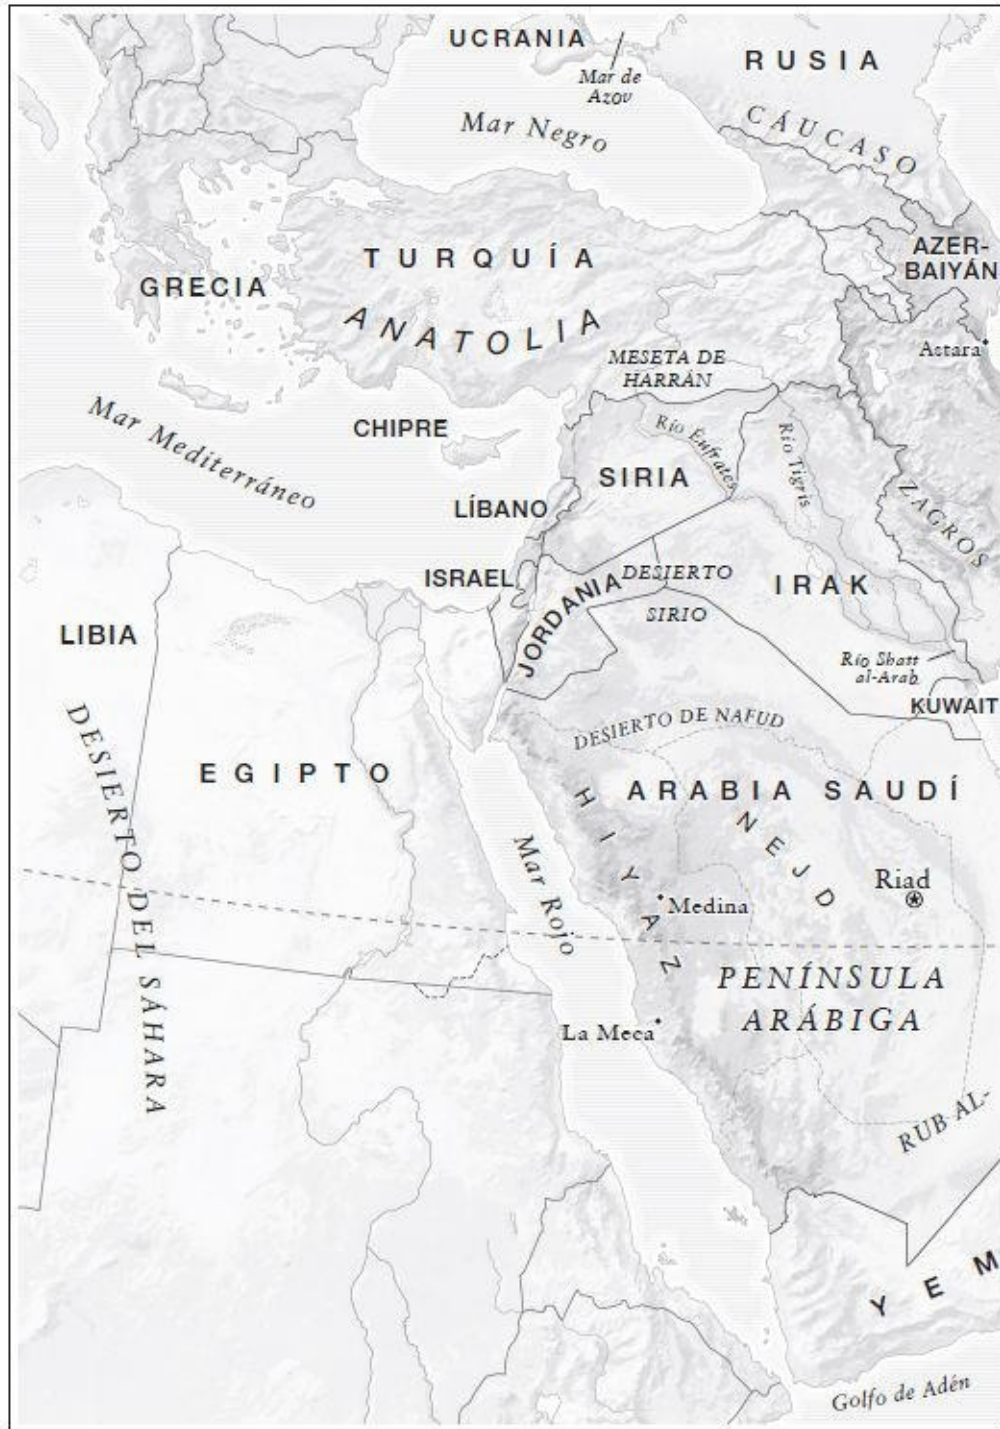 UCRANIA
RUSIA
Mar de
Azov
Mar Negro
CÁUCASO
TURQUÍA
AZER-
BAIYÁN
GRECIA
ANATOLIA
Astara
MESETA DE
HARRÁN
Mar Mediterráneo
CHIPRE
Río Éufrates
Río Tigris
SIRIA
ZAGROS
LÍBANO
ISRAEL
JORDANIA
DESIERTO
SIRIO
IRAK
LIBIA
Río Shatt
al-Arab
KUWAIT
DESIERTO DEL SÁHARA
DESIERTO DE NAFUD
EGIPTO
ARABIA SAUDÍ
HIYAZ
NEJD
Mar Rojo
Riad
Medina
PENÍNSULA
ARÁBIGA
La Meca
RUB AL-
YEM
Golfo de Adén